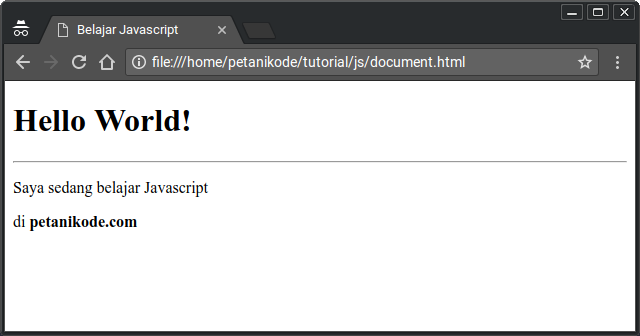 Belajar Javascript
file:///home/petanikode/tutorial/js/document.html
Hello World!
Saya sedang belajar Javascript
di petanikode.com